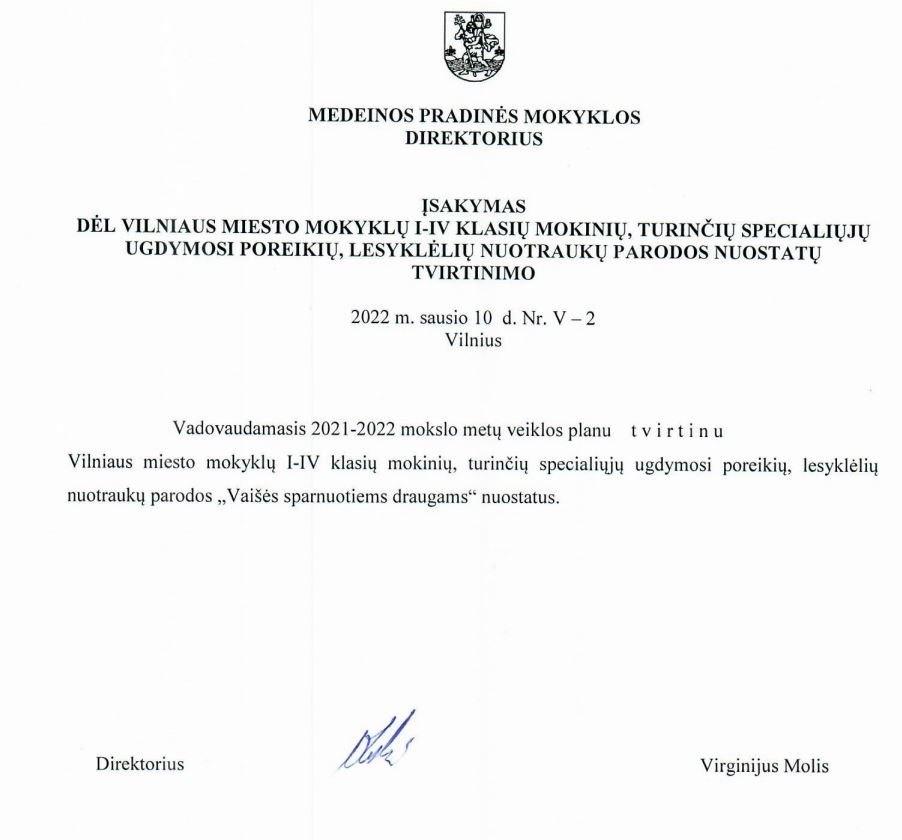 MEDEINOS PRADINĖS MOKYKLOS
DIREKTORIUS
ĮSAKYMAS
DĖL VILNIAUS MIESTO MOKYKLŲ I-IV KLASIŲ MOKINIŲ, TURINČIŲ SPECIALIŲJŲ
UGDYMOSI POREIKIŲ, LESYKLĖLIŲ NUOTRAUKŲ PARODOS NUOSTATŲ
TVIRTINIMO
2022 m. sausio 10 d. Nr. V – 2
Vilnius
Vadovaudamasis 2021-2022 mokslo metų veiklos planu t v i r t i n u
Vilniaus miesto mokyklų I-IV klasių mokinių, turinčių specialiųjų ugdymosi poreikių, lesyklėlių
nuotraukų parodos „Vaišės sparnuotiems draugams“ nuostatus.
Direktorius
Virginijus Molis